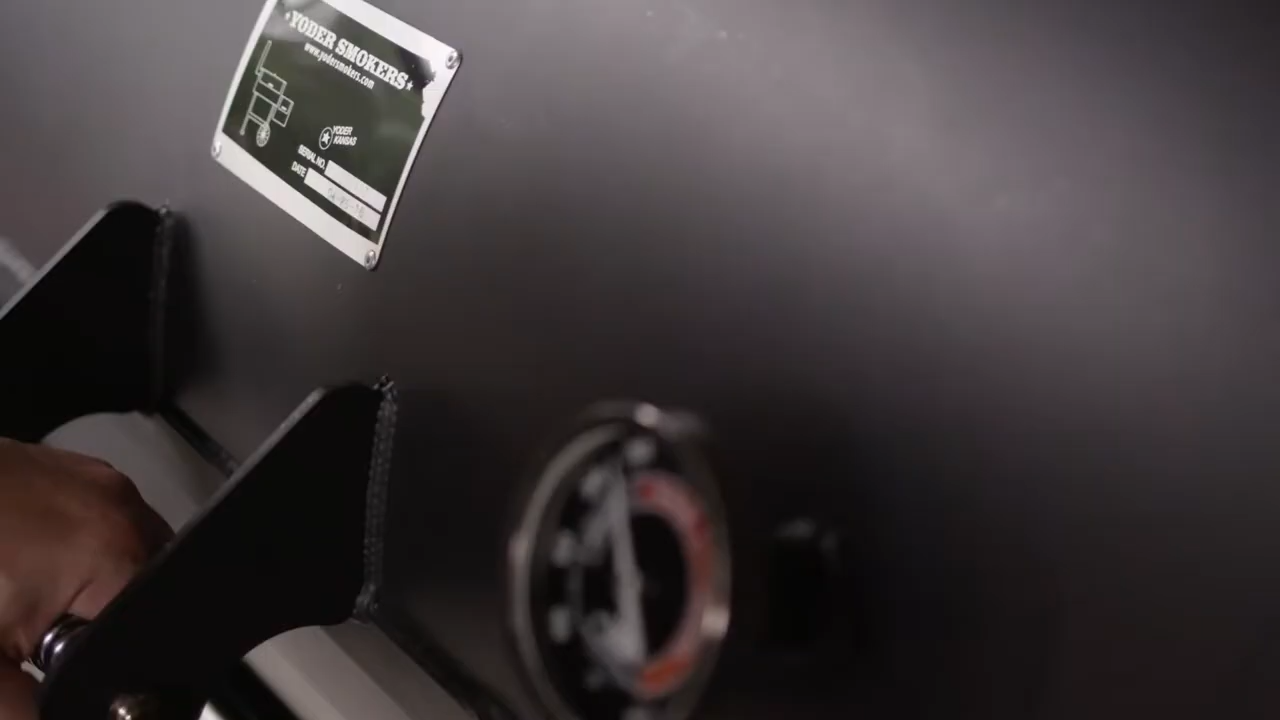 YODER SMOKERS
www.yodersmokers.com
YODER
KANSAS
SERIAL NO.
DATE